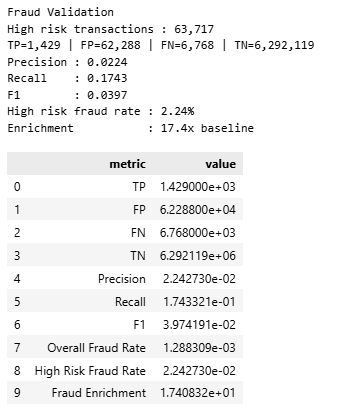 Fraud Validation
High risk transactions : 63,717
TP=1,429 | FP=62,288 | FN=6,768 | TN=6,292,119
Precision : 0.0224
Recall : 0.1743
F1 : 0.0397
High risk fraud rate : 2.24%
Enrichment : 17.4x baseline
metric value
0 TP 1.429000e+03
1 FP 6.228800e+04
2 FN 6.768000e+03
3 TN 6.292119e+06
4 Precision 2.242730e-02
5 Recall 1.743321e-01
6 F1 3.974191e-02
7 Overall Fraud Rate 1.288309e-03
8 High Risk Fraud Rate 2.242730e-02
9 Fraud Enrichment 1.740832e+01